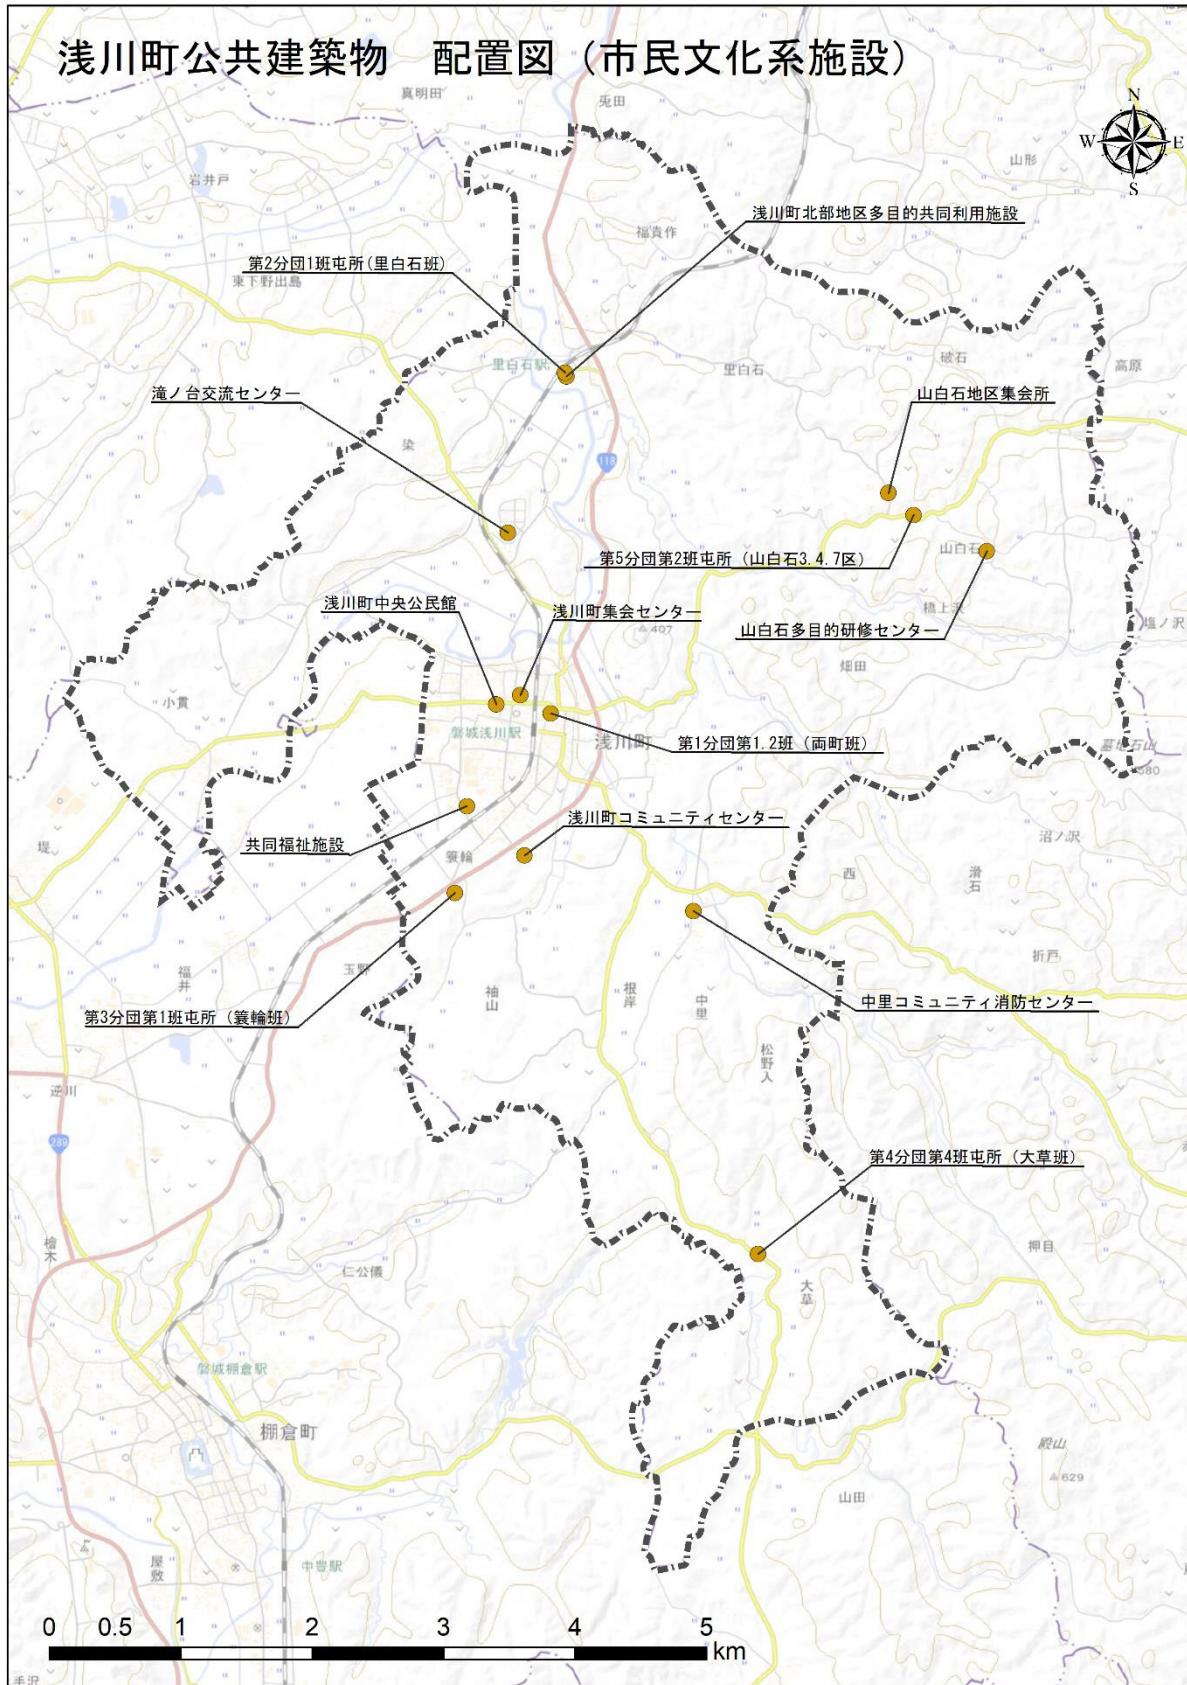 浅川町公共建築物　配置図（市民文化系施設）
真明田
兎田
N
W
E
S
山形
岩井戸
浅川町北部地区多目的共同利用施設
福貴作
第2分団1班屯所(里白石班)
東下野出島
里白石駅
里白石
破石
高原
滝ノ台交流センター
山白石地区集会所
染
118
第5分団第2班屯所（山白石3.4.7区）
山白石
浅川町中央公民館
浅川町集会センター
橋上沢
塩ノ沢
407
山白石多目的研修センター
畑田
小貫
磐城浅川駅
浅川町
第1分団第1.2班（両町班）
580
浅川町コミュニティセンター
共同福祉施設
簑輪
沼ノ沢
堤
西
滑石
折戸
福井
玉野
袖山
根岸
中里
中里コミュニティ消防センター
第3分団第1班屯所（簑輪班）
松野入
逆川
289
第4分団第4班屯所（大草班）
檜木
押目
仁公儀
大草
磐城棚倉駅
棚倉町
殿山
629
山田
屋敷
中豊駅
0 0.5 1 2 3 4 5
km
手沢